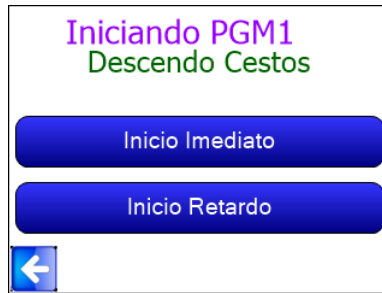 Iniciando PGM1
Descendo Cestos
Inicio Imediato
Inicio Retardo